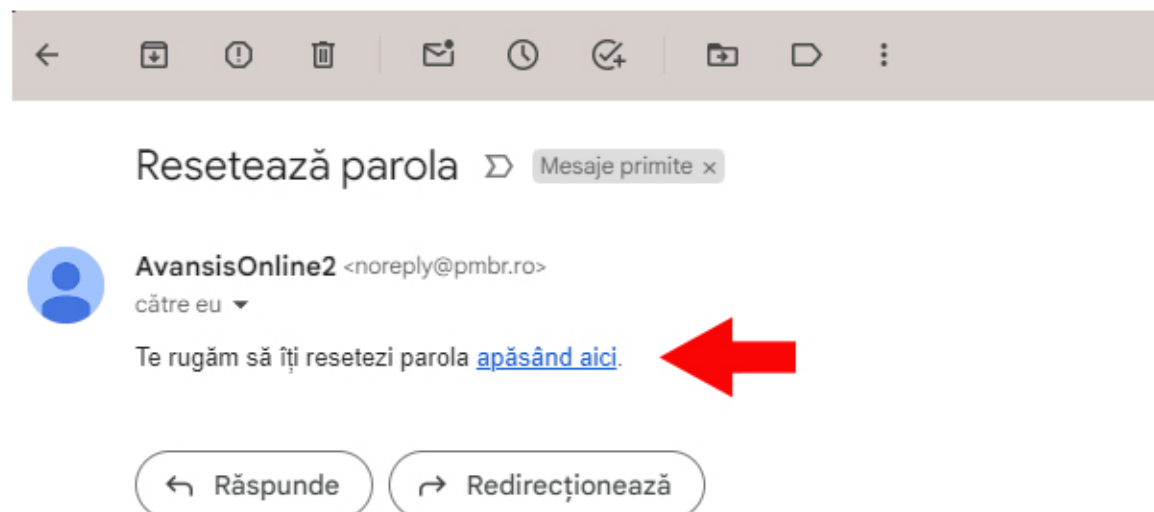 Resetează parola Mesaje primite ×
AvansisOnline2 <noreply@pmbr.ro>
către eu
Te rugăm să îți resetezi parola apăsând aici.
Răspunde Redirecționează